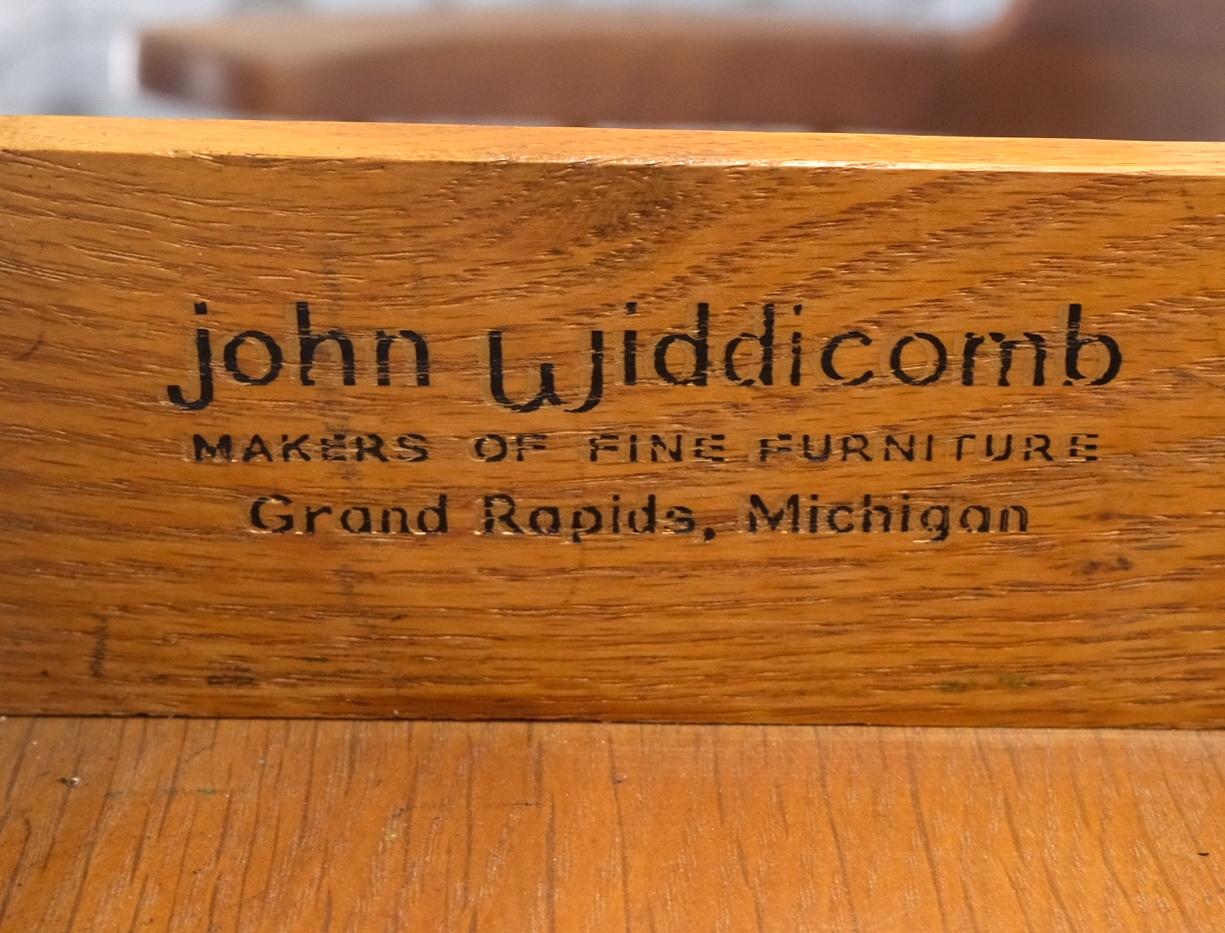 john widdicomb
MAKERS OF FINE FURNITURE
Grand Rapids, Michigan